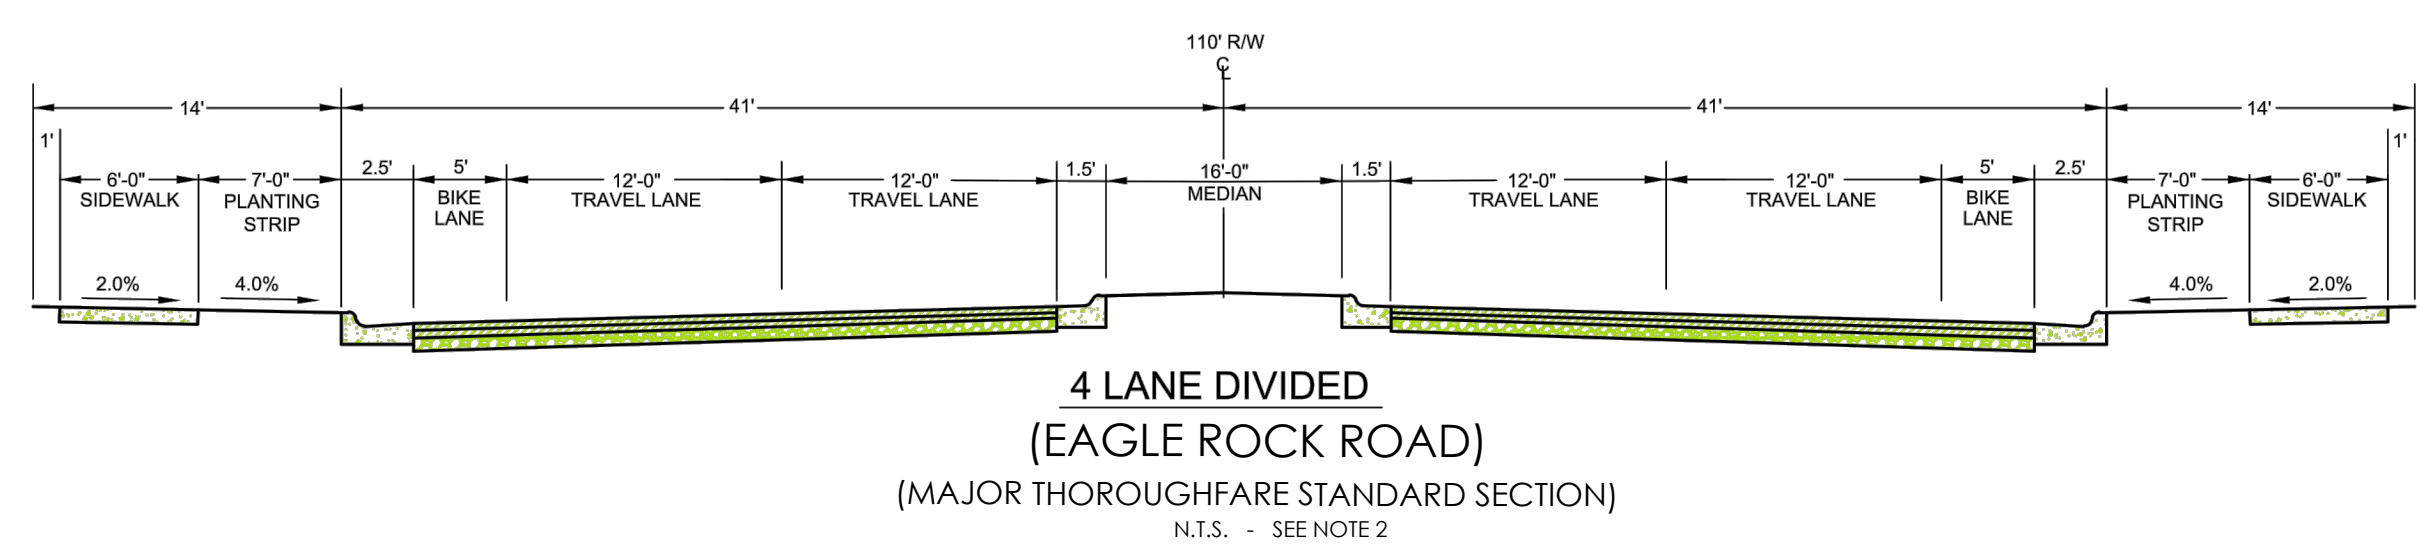 110' R/W
CL
14' 41' 41' 14'
1' 1'
2.5' 5' 1.5' 16'-0" 1.5' 5' 2.5'
6'-0" 7'-0" 12'-0" 12'-0" 12'-0" 12'-0" 7'-0" 6'-0"
SIDEWALK PLANTING BIKE TRAVEL LANE TRAVEL LANE MEDIAN TRAVEL LANE TRAVEL LANE BIKE PLANTING SIDEWALK
STRIP LANE LANE STRIP
2.0% 4.0% 4.0% 2.0%
4 LANE DIVIDED
(EAGLE ROCK ROAD)
(MAJOR THOROUGHFARE STANDARD SECTION)
N.T.S. - SEE NOTE 2